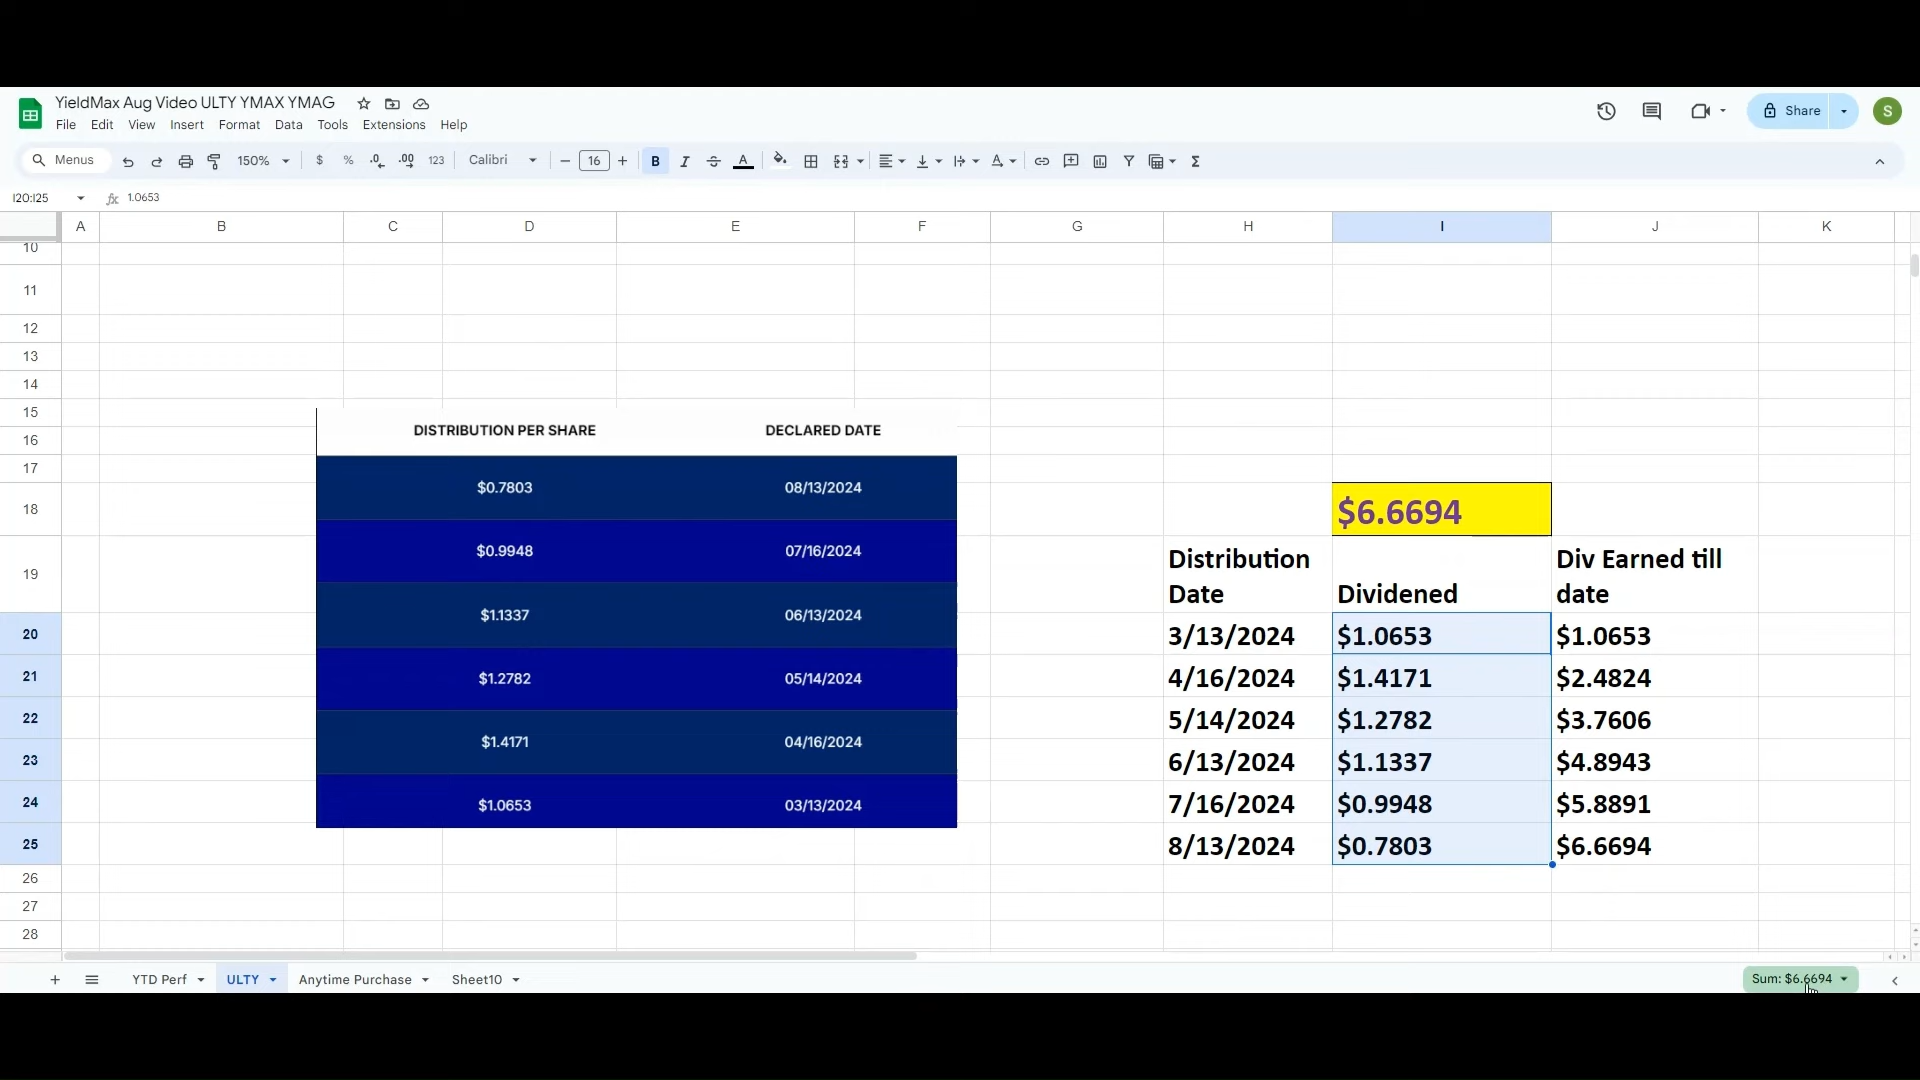 YieldMax Aug Video ULTY YMAX YMAG
File Edit View Insert Format Data Tools Extensions Help
Share
S
Menus
150%
$ % .0 .00 123
Calibri
16
B I A
I20:I25
fx 1.0653
A B C D E F G H I J K
10
11
12
13
14
15
16
17
18
19
20
21
22
23
24
25
26
27
28
DISTRIBUTION PER SHARE DECLARED DATE
$0.7803 08/13/2024
$0.9948 07/16/2024
$1.1337 06/13/2024
$1.2782 05/14/2024
$1.4171 04/16/2024
$1.0653 03/13/2024
$6.6694
Distribution Date Dividened Div Earned till date
3/13/2024 $1.0653 $1.0653
4/16/2024 $1.4171 $2.4824
5/14/2024 $1.2782 $3.7606
6/13/2024 $1.1337 $4.8943
7/16/2024 $0.9948 $5.8891
8/13/2024 $0.7803 $6.6694
YTD Perf ULTY Anytime Purchase Sheet10
Sum: $6.6694